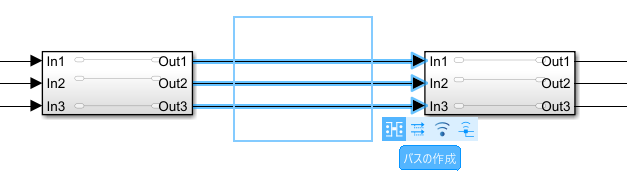 In1 Out1 In1 Out1
In2 Out2 In2 Out2
In3 Out3 In3 Out3
バスの作成